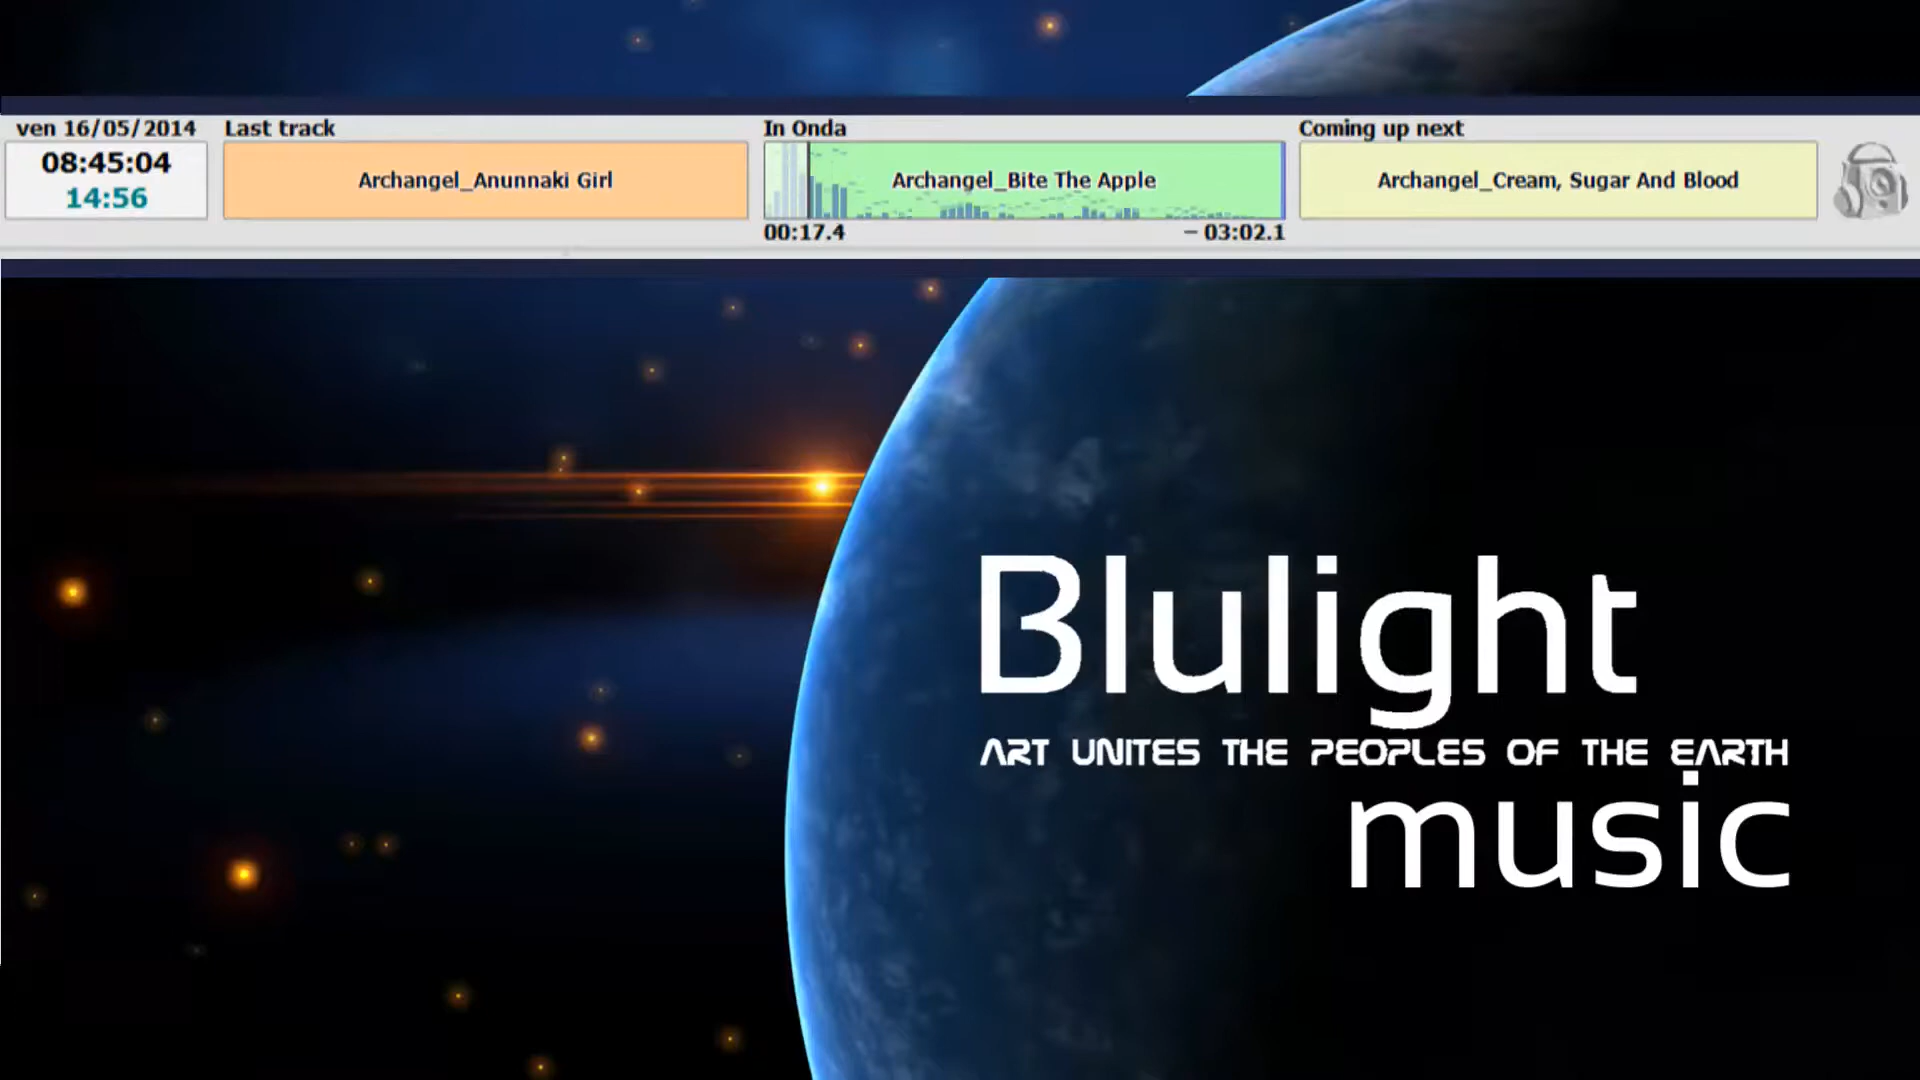 ven 16/05/2014
08:45:04
14:56
Last track
Archangel_Anunnaki Girl
In Onda
Archangel_Bite The Apple
00:17.4
– 03:02.1
Coming up next
Archangel_Cream, Sugar And Blood
Blulight
ART UNITES THE PEOPLES OF THE EARTH
music